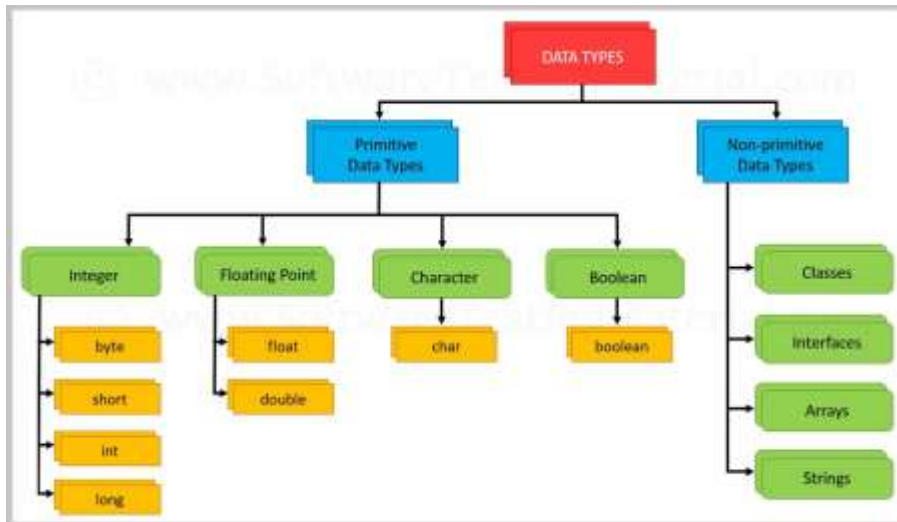 DATA TYPES
Primitive
Data Types
Non-primitive
Data Types
Integer
Floating Point
Character
Boolean
Classes
byte
float
char
boolean
Interfaces
short
double
Arrays
int
Strings
long